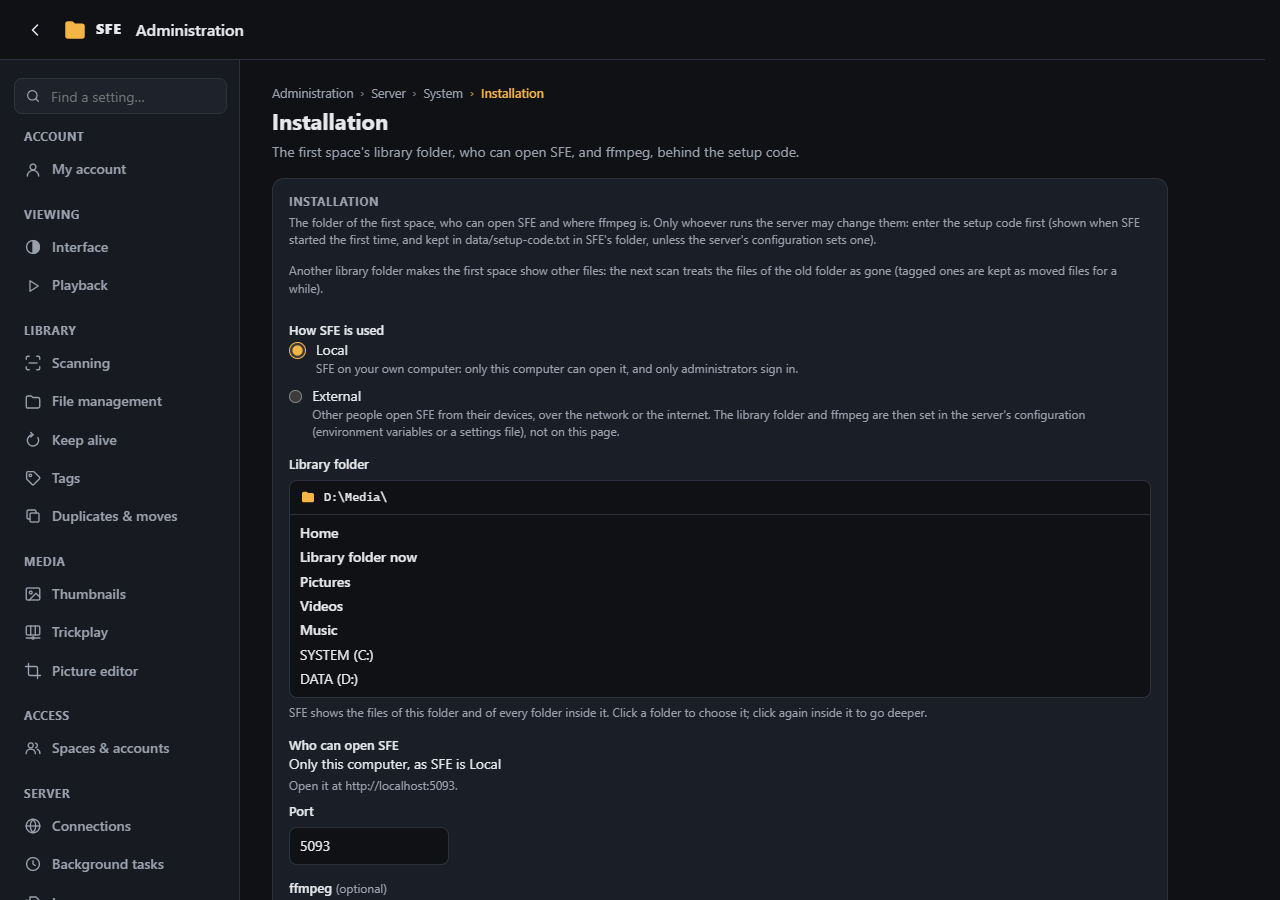 SFE Administration
Find a setting...
ACCOUNT
My account
VIEWING
Interface
Playback
LIBRARY
Scanning
File management
Keep alive
Tags
Duplicates & moves
MEDIA
Thumbnails
Trickplay
Picture editor
ACCESS
Spaces & accounts
SERVER
Connections
Background tasks
Administration › Server › System › Installation
Installation
The first space's library folder, who can open SFE, and ffmpeg, behind the setup code.
INSTALLATION
The folder of the first space, who can open SFE and where ffmpeg is. Only whoever runs the server may change them: enter the setup code first (shown when SFE
started the first time, and kept in data/setup-code.txt in SFE's folder, unless the server's configuration sets one).
Another library folder makes the first space show other files: the next scan treats the files of the old folder as gone (tagged ones are kept as moved files for a
while).
How SFE is used
Local
SFE on your own computer: only this computer can open it, and only administrators sign in.
External
Other people open SFE from their devices, over the network or the internet. The library folder and ffmpeg are then set in the server's configuration
(environment variables or a settings file), not on this page.
Library folder
D:\Media\
Home
Library folder now
Pictures
Videos
Music
SYSTEM (C:)
DATA (D:)
SFE shows the files of this folder and of every folder inside it. Click a folder to choose it; click again inside it to go deeper.
Who can open SFE
Only this computer, as SFE is Local
Open it at http://localhost:5093.
Port
5093
ffmpeg (optional)